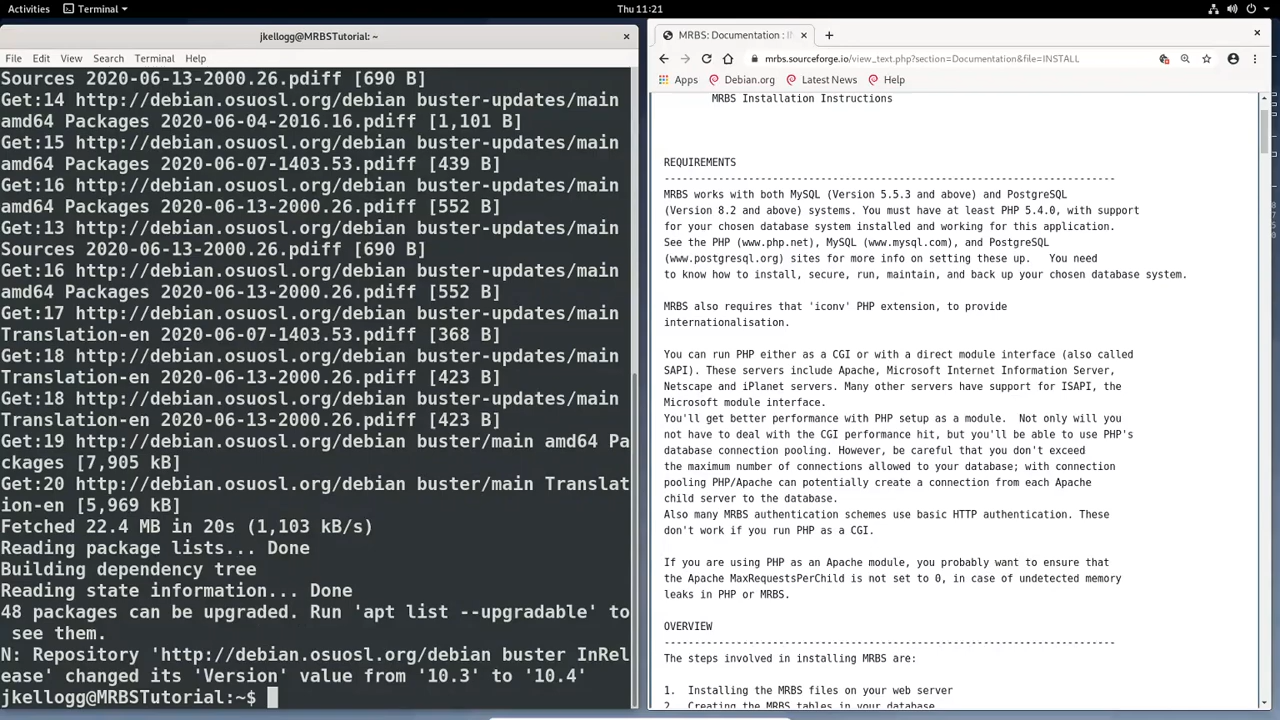 Activities
Terminal
Thu 11:21
jkellogg@MRBSTutorial: ~
File Edit View Search Terminal Help
Sources 2020-06-13-2000.26.pdiff [690 B]
Get:14 http://debian.osuosl.org/debian buster-updates/main
amd64 Packages 2020-06-04-2016.16.pdiff [1,101 B]
Get:15 http://debian.osuosl.org/debian buster-updates/main
amd64 Packages 2020-06-07-1403.53.pdiff [439 B]
Get:16 http://debian.osuosl.org/debian buster-updates/main
amd64 Packages 2020-06-13-2000.26.pdiff [552 B]
Get:13 http://debian.osuosl.org/debian buster-updates/main
Sources 2020-06-13-2000.26.pdiff [690 B]
Get:16 http://debian.osuosl.org/debian buster-updates/main
amd64 Packages 2020-06-13-2000.26.pdiff [552 B]
Get:17 http://debian.osuosl.org/debian buster-updates/main
Translation-en 2020-06-07-1403.53.pdiff [368 B]
Get:18 http://debian.osuosl.org/debian buster-updates/main
Translation-en 2020-06-13-2000.26.pdiff [423 B]
Get:18 http://debian.osuosl.org/debian buster-updates/main
Translation-en 2020-06-13-2000.26.pdiff [423 B]
Get:19 http://debian.osuosl.org/debian buster/main amd64 Pa
ckages [7,905 kB]
Get:20 http://debian.osuosl.org/debian buster/main Translat
ion-en [5,969 kB]
Fetched 22.4 MB in 20s (1,103 kB/s)
Reading package lists... Done
Building dependency tree
Reading state information... Done
48 packages can be upgraded. Run 'apt list --upgradable' to
 see them.
N: Repository 'http://debian.osuosl.org/debian buster InRel
ease' changed its 'Version' value from '10.3' to '10.4'
jkellogg@MRBSTutorial:~$
MRBS: Documentation : I
mrbs.sourceforge.io/view_text.php?section=Documentation&file=INSTALL
Apps Debian.org Latest News Help
MRBS Installation Instructions
REQUIREMENTS
---------------------------------------------------------------------------
MRBS works with both MySQL (Version 5.5.3 and above) and PostgreSQL
(Version 8.2 and above) systems. You must have at least PHP 5.4.0, with support
for your chosen database system installed and working for this application.
See the PHP (www.php.net), MySQL (www.mysql.com), and PostgreSQL
(www.postgresql.org) sites for more info on setting these up.   You need
to know how to install, secure, run, maintain, and back up your chosen database system.
MRBS also requires that 'iconv' PHP extension, to provide
internationalisation.
You can run PHP either as a CGI or with a direct module interface (also called
SAPI). These servers include Apache, Microsoft Internet Information Server,
Netscape and iPlanet servers. Many other servers have support for ISAPI, the
Microsoft module interface.
You'll get better performance with PHP setup as a module.  Not only will you
not have to deal with the CGI performance hit, but you'll be able to use PHP's
database connection pooling. However, be careful that you don't exceed
the maximum number of connections allowed to your database; with connection
pooling PHP/Apache can potentially create a connection from each Apache
child server to the database.
Also many MRBS authentication schemes use basic HTTP authentication. These
don't work if you run PHP as a CGI.
If you are using PHP as an Apache module, you probably want to ensure that
the Apache MaxRequestsPerChild is not set to 0, in case of undetected memory
leaks in PHP or MRBS.
OVERVIEW
---------------------------------------------------------------------------
The steps involved in installing MRBS are:
1.  Installing the MRBS files on your web server
2.  Creating the MRBS tables in your database